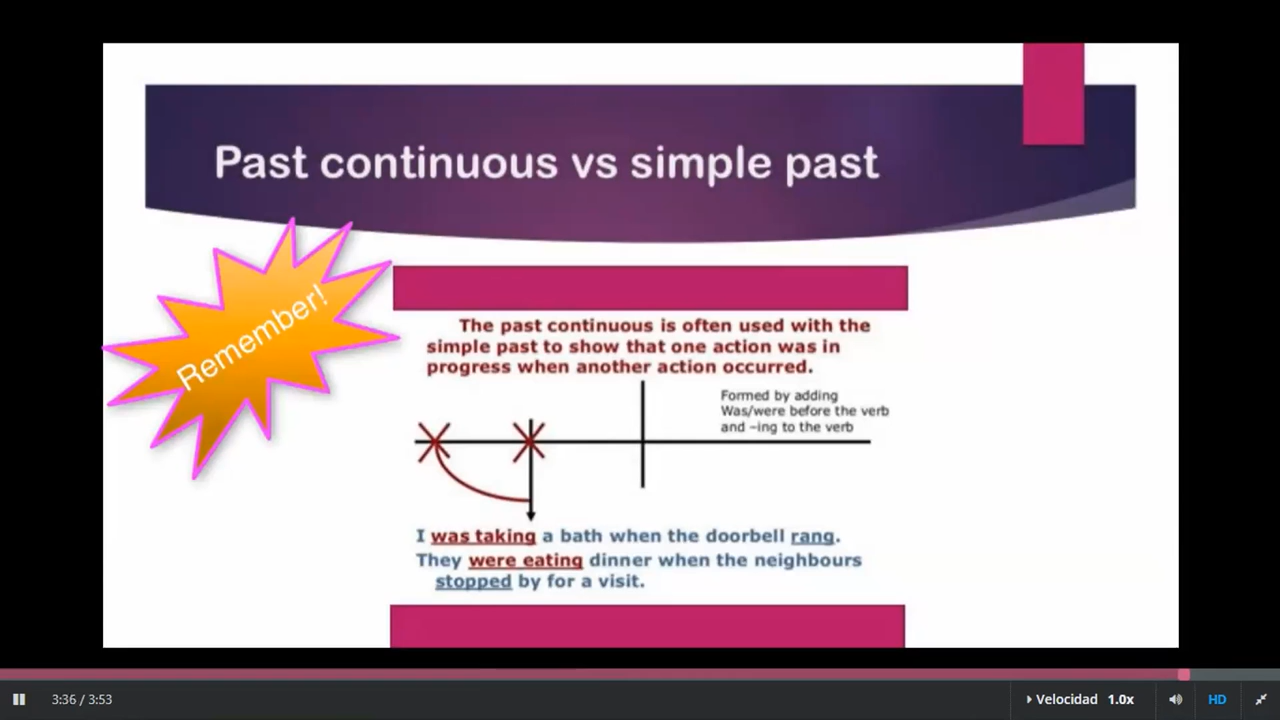 Past continuous vs simple past
Remember!
The past continuous is often used with the
simple past to show that one action was in
progress when another action occurred.
Formed by adding
Was/were before the verb
and –ing to the verb
I was taking a bath when the doorbell rang.
They were eating dinner when the neighbours
stopped by for a visit.
3:36 / 3:53
Velocidad 1.0x
HD